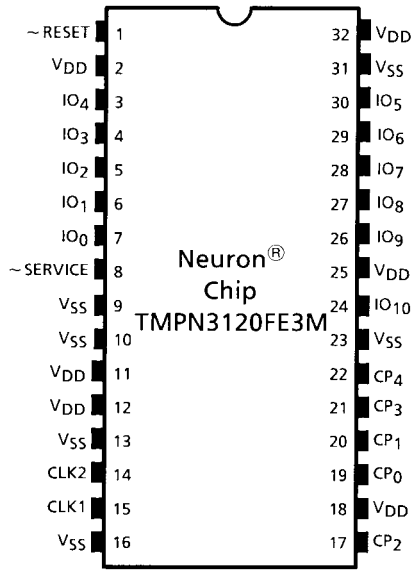 ~RESET 1 32 VDD
VDD 2 31 VSS
IO4 3 30 IO5
IO3 4 29 IO6
IO2 5 28 IO7
IO1 6 27 IO8
IO0 7 26 IO9
~SERVICE 8 25 VDD
VSS 9 24 IO10
VSS 10 23 VSS
VDD 11 22 CP4
VDD 12 21 CP3
VSS 13 20 CP1
CLK2 14 19 CP0
CLK1 15 18 VDD
VSS 16 17 CP2
Neuron®
Chip
TMPN3120FE3M